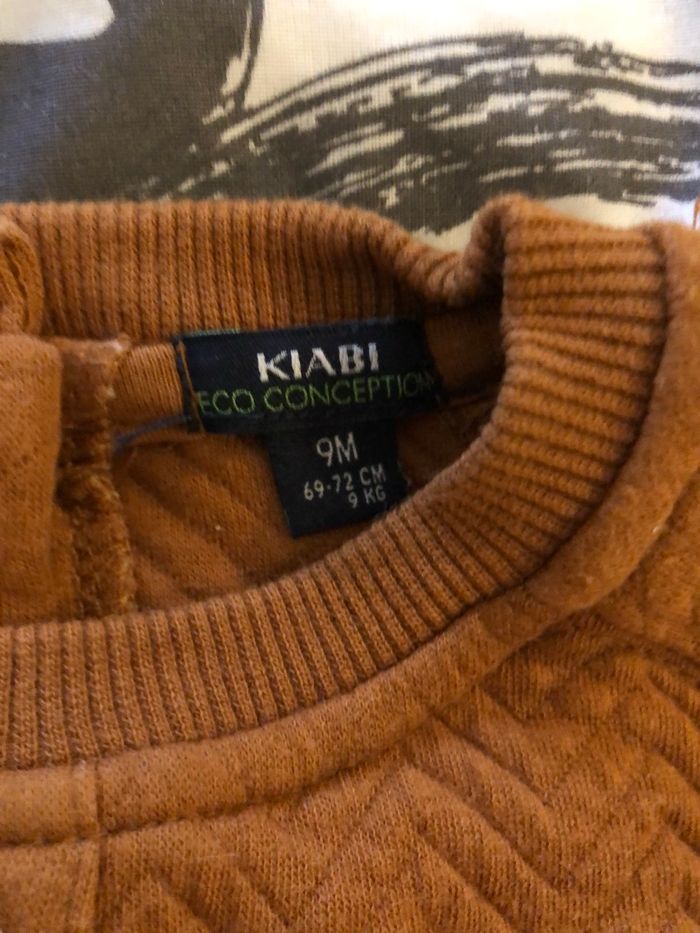 KIABI
ECO CONCEPTION
9M
69-72 CM
9 KG